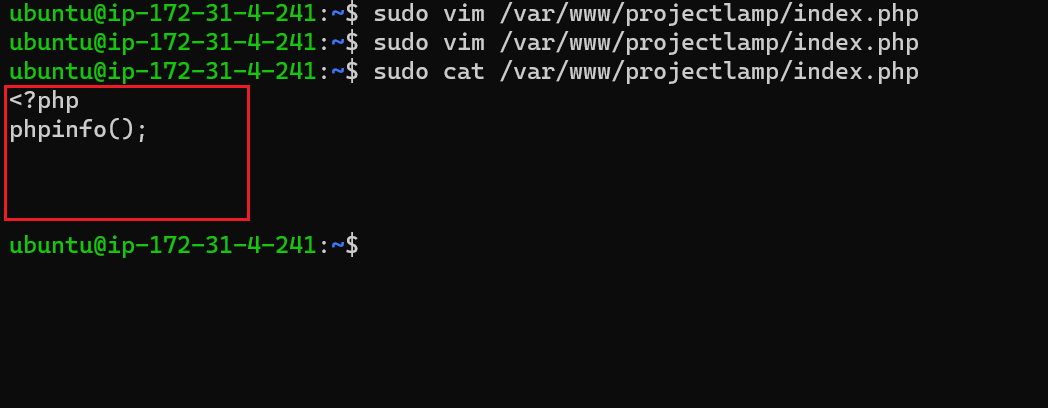 ubuntu@ip-172-31-4-241:~$ sudo vim /var/www/projectlamp/index.php
ubuntu@ip-172-31-4-241:~$ sudo vim /var/www/projectlamp/index.php
ubuntu@ip-172-31-4-241:~$ sudo cat /var/www/projectlamp/index.php
<?php
phpinfo();
ubuntu@ip-172-31-4-241:~$